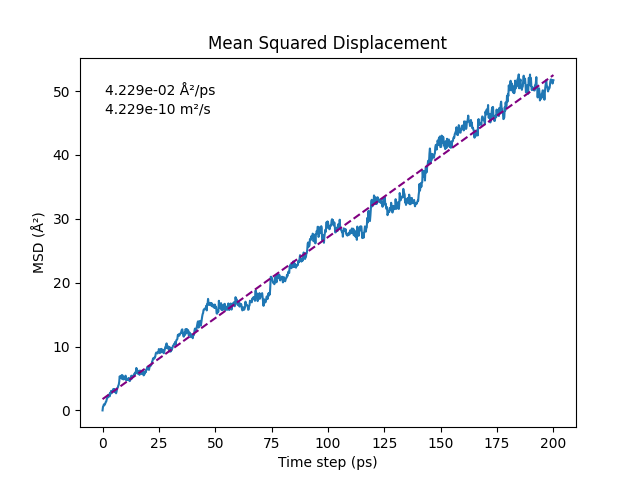 Mean Squared Displacement
4.229e-02 Å²/ps
4.229e-10 m²/s
MSD (Å²)
50
40
30
20
10
0
0 25 50 75 100 125 150 175 200
Time step (ps)